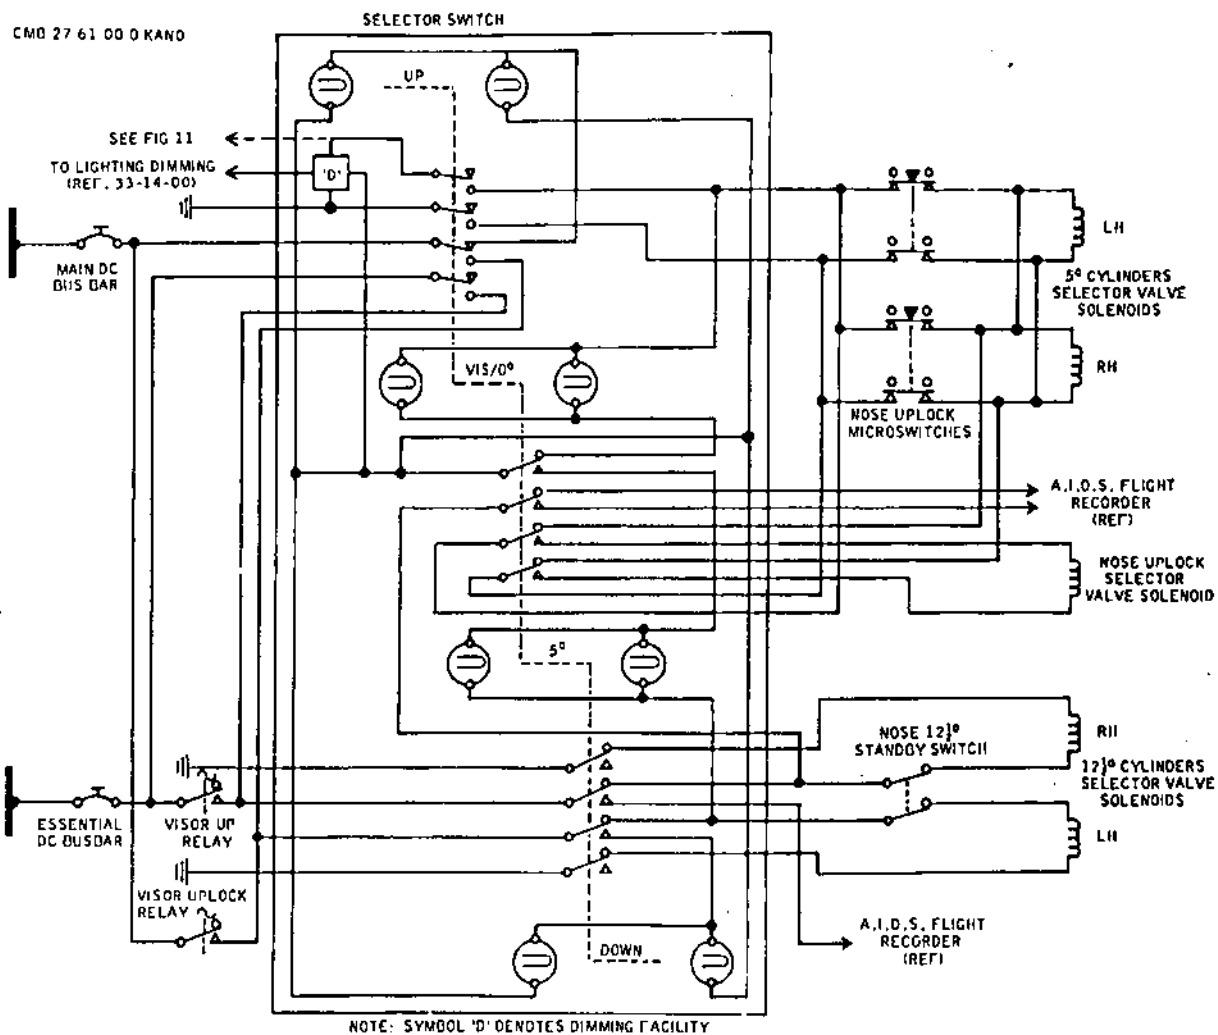 SELECTOR SWITCH
CMO 27 61 00 0 KANO
UP
SEE FIG 11
TO LIGHTING DIMMING
(REF. 33-14-00)
'D'
MAIN DC
BUS BAR
LH
5° CYLINDERS
SELECTOR VALVE
SOLENOIDS
RH
NOSE UPLOCK
MICROSWITCHES
VIS/0°
A.I.D.S. FLIGHT
RECORDER
(REF)
NOSE UPLOCK
SELECTOR
VALVE SOLENOID
5°
NOSE 12½°
STANDBY SWITCH
RH
12½° CYLINDERS
SELECTOR VALVE
SOLENOIDS
LH
ESSENTIAL
DC BUSBAR
VISOR UP
RELAY
VISOR UPLOCK
RELAY
DOWN
A.I.D.S. FLIGHT
RECORDER
(REF)
NOTE: SYMBOL 'D' DENOTES DIMMING FACILITY